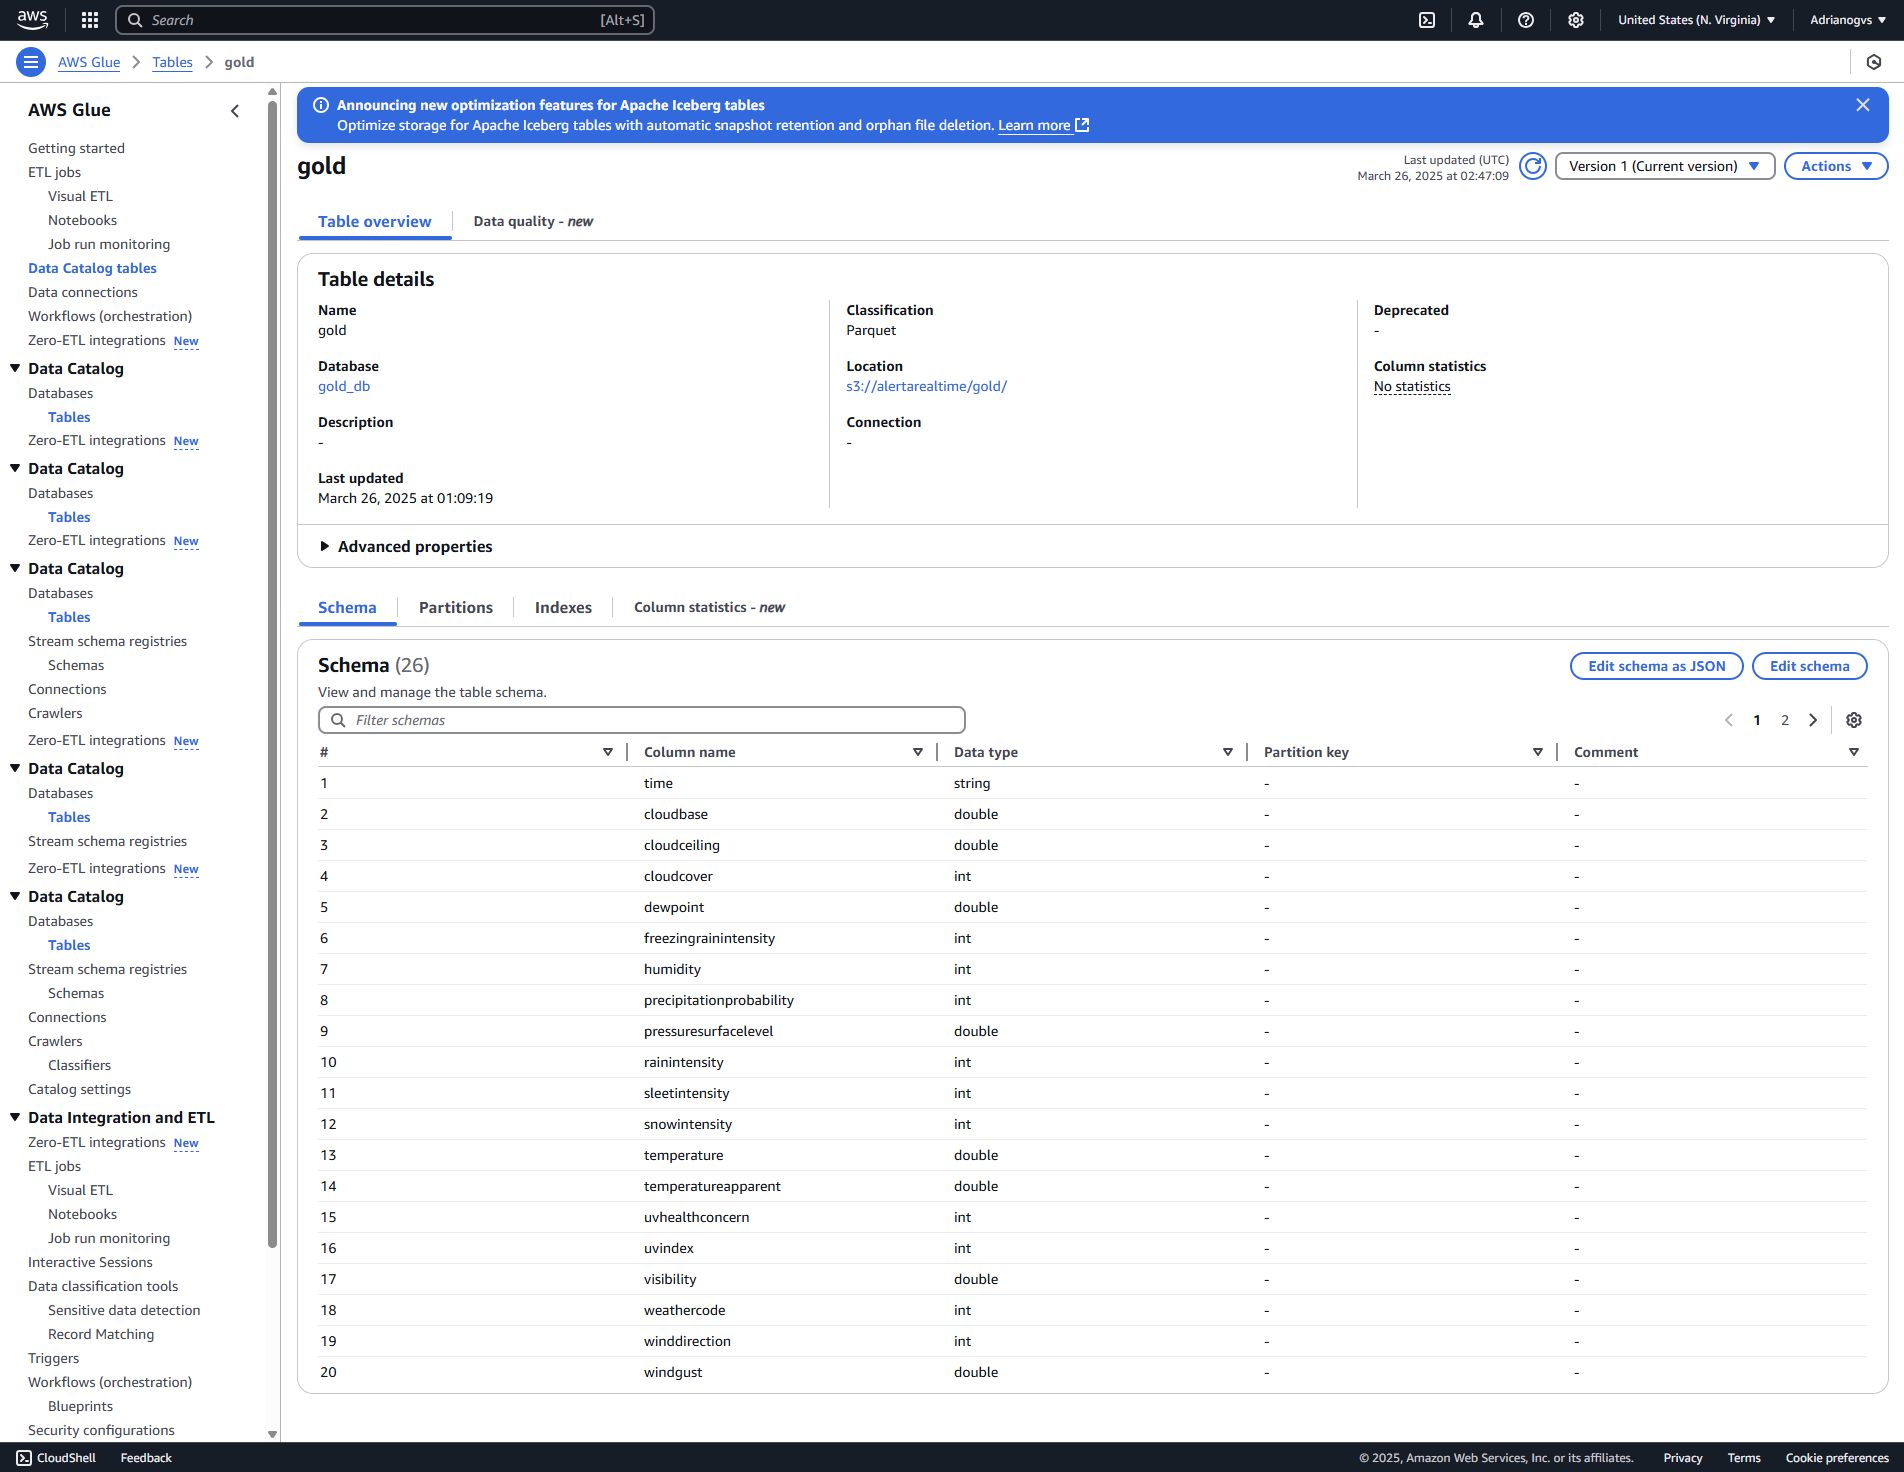 aws
Search [Alt+S]
United States (N. Virginia)
Adrianogvs
AWS Glue
Tables
gold
AWS Glue
Getting started
ETL jobs
Visual ETL
Notebooks
Job run monitoring
Data Catalog tables
Data connections
Workflows (orchestration)
Zero-ETL integrations New
Data Catalog
Databases
Tables
Zero-ETL integrations New
Data Catalog
Databases
Tables
Zero-ETL integrations New
Data Catalog
Databases
Tables
Stream schema registries
Schemas
Connections
Crawlers
Zero-ETL integrations New
Data Catalog
Databases
Tables
Stream schema registries
Zero-ETL integrations New
Data Catalog
Databases
Tables
Stream schema registries
Schemas
Connections
Crawlers
Classifiers
Catalog settings
Data Integration and ETL
Zero-ETL integrations New
ETL jobs
Visual ETL
Notebooks
Job run monitoring
Interactive Sessions
Data classification tools
Sensitive data detection
Record Matching
Triggers
Workflows (orchestration)
Blueprints
Security configurations
Announcing new optimization features for Apache Iceberg tables
Optimize storage for Apache Iceberg tables with automatic snapshot retention and orphan file deletion. Learn more
gold
Last updated (UTC)
March 26, 2025 at 02:47:09
Version 1 (Current version)
Actions
Table overview
Data quality - new
Table details
Name
gold
Database
gold_db
Description
-
Last updated
March 26, 2025 at 01:09:19
Classification
Parquet
Location
s3://alertarealtime/gold/
Connection
-
Deprecated
-
Column statistics
No statistics
Advanced properties
Schema
Partitions
Indexes
Column statistics - new
Schema (26)
View and manage the table schema.
Edit schema as JSON
Edit schema
Filter schemas
1 2
# Column name Data type Partition key Comment
1 time string - -
2 cloudbase double - -
3 cloudceiling double - -
4 cloudcover int - -
5 dewpoint double - -
6 freezingrainintensity int - -
7 humidity int - -
8 precipitationprobability int - -
9 pressuresurfacelevel double - -
10 rainintensity int - -
11 sleetintensity int - -
12 snowintensity int - -
13 temperature double - -
14 temperatureapparent double - -
15 uvhealthconcern int - -
16 uvindex int - -
17 visibility double - -
18 weathercode int - -
19 winddirection int - -
20 windgust double - -
CloudShell
Feedback
© 2025, Amazon Web Services, Inc. or its affiliates.
Privacy
Terms
Cookie preferences